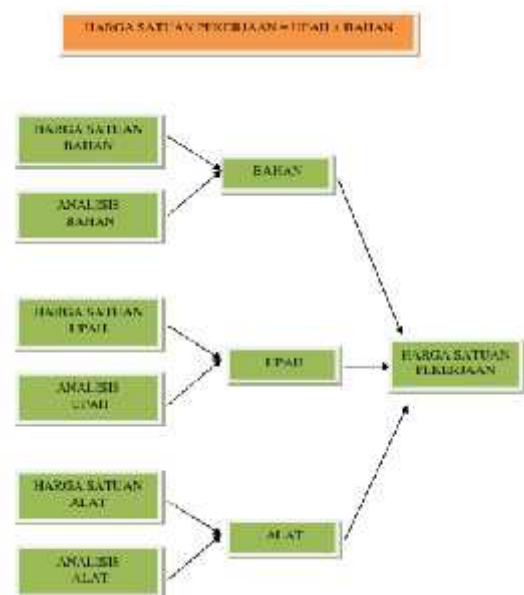 HARGA SATUAN PEKERJAAN = UPAH + BAHAN
HARGA SATUAN
BAHAN
ANALISIS
BAHAN
BAHAN
HARGA SATUAN
UPAH
ANALISIS
UPAH
UPAH
HARGA SATUAN
PEKERJAAN
HARGA SATUAN
ALAT
ANALISIS
ALAT
ALAT